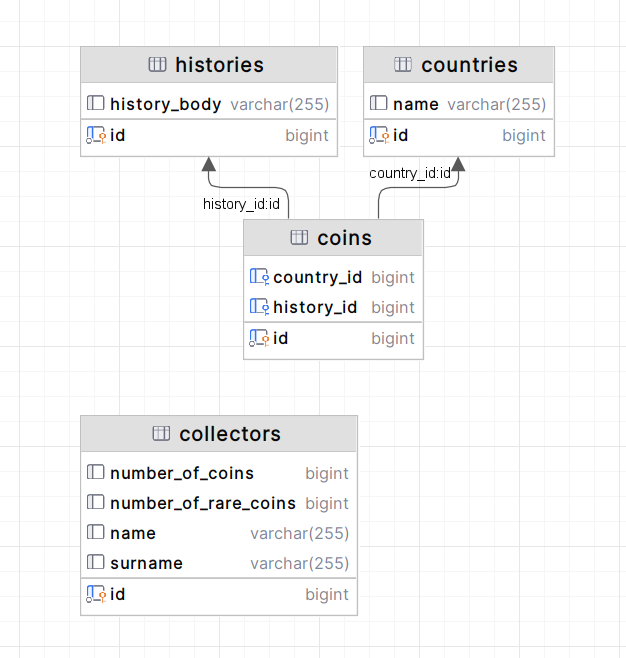 histories
history_body varchar(255)
id bigint
countries
name varchar(255)
id bigint
history_id:id
country_id:id
coins
country_id bigint
history_id bigint
id bigint
collectors
number_of_coins bigint
number_of_rare_coins bigint
name varchar(255)
surname varchar(255)
id bigint